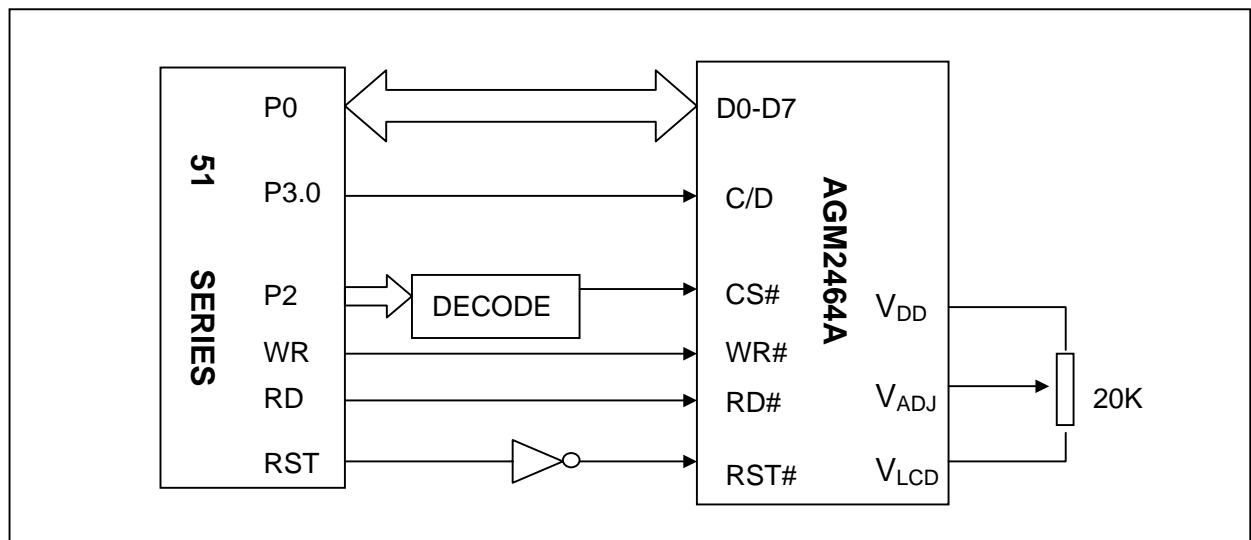 51 SERIES
P0
P3.0
P2
WR
RD
RST
DECODE
AGM2464A
D0-D7
C/D
CS#
WR#
RD#
RST#
VDD
VADJ
VLCD
20K